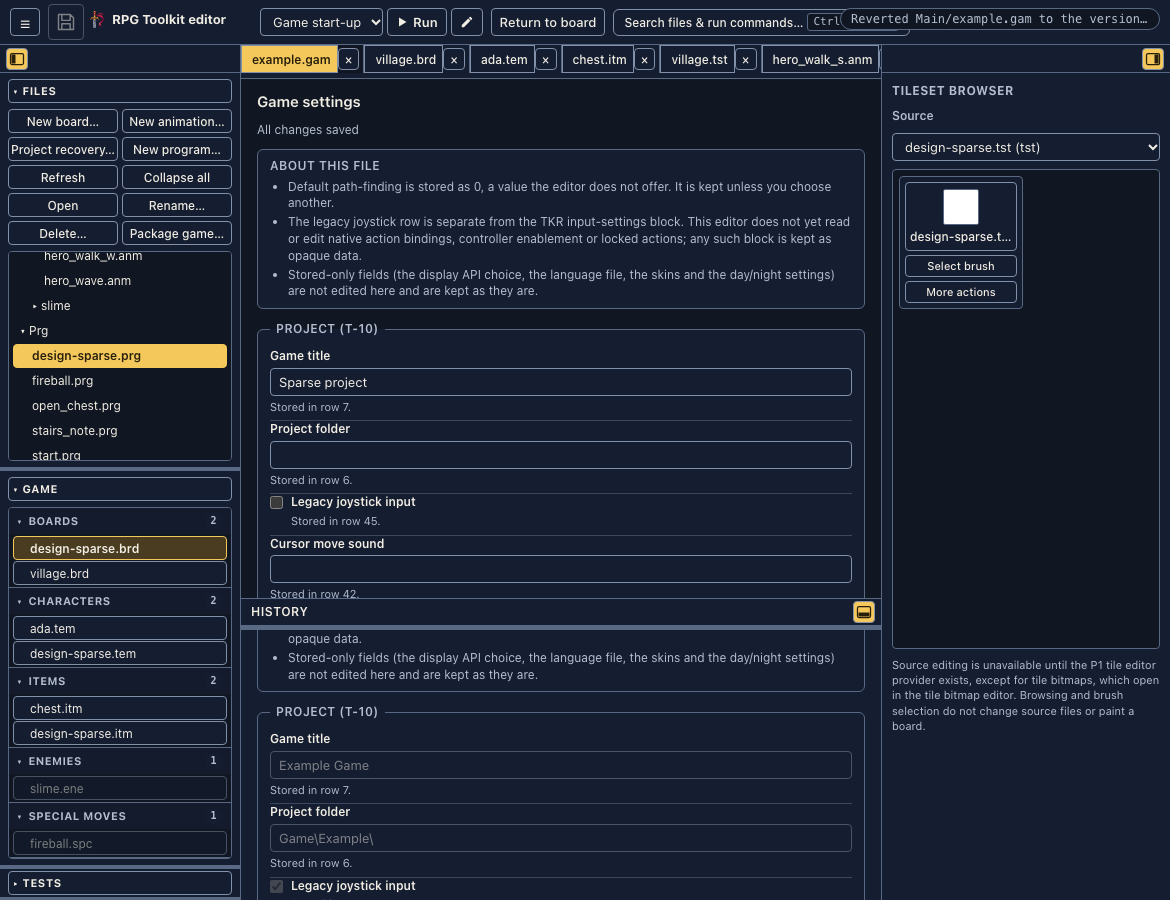 RPG Toolkit editor
Game start-up
Run
Return to board
Search files & run commands...
Ctrl
Reverted Main/example.gam to the version…
example.gam ×
village.brd ×
ada.tem ×
chest.itm ×
village.tst ×
hero_walk_s.anm
FILES
New board...
New animation...
Project recovery...
New program...
Refresh
Collapse all
Open
Rename...
Delete...
Package game...
hero_walk_w.anm
hero_wave.anm
slime
Prg
design-sparse.prg
fireball.prg
open_chest.prg
stairs_note.prg
start.prg
GAME
BOARDS 2
design-sparse.brd
village.brd
CHARACTERS 2
ada.tem
design-sparse.tem
ITEMS 2
chest.itm
design-sparse.itm
ENEMIES 1
slime.ene
SPECIAL MOVES 1
fireball.spc
TESTS
Game settings
All changes saved
ABOUT THIS FILE
• Default path-finding is stored as 0, a value the editor does not offer. It is kept unless you choose
another.
• The legacy joystick row is separate from the TKR input-settings block. This editor does not yet read
or edit native action bindings, controller enablement or locked actions; any such block is kept as
opaque data.
• Stored-only fields (the display API choice, the language file, the skins and the day/night settings)
are not edited here and are kept as they are.
PROJECT (T-10)
Game title
Sparse project
Stored in row 7.
Project folder
Stored in row 6.
Legacy joystick input
Stored in row 45.
Cursor move sound
Stored in row 42.
HISTORY
opaque data.
• Stored-only fields (the display API choice, the language file, the skins and the day/night settings)
are not edited here and are kept as they are.
PROJECT (T-10)
Game title
Example Game
Stored in row 7.
Project folder
Game\Example\
Stored in row 6.
Legacy joystick input
TILESET BROWSER
Source
design-sparse.tst (tst)
design-sparse.t...
Select brush
More actions
Source editing is unavailable until the P1 tile editor
provider exists, except for tile bitmaps, which open
in the tile bitmap editor. Browsing and brush
selection do not change source files or paint a
board.